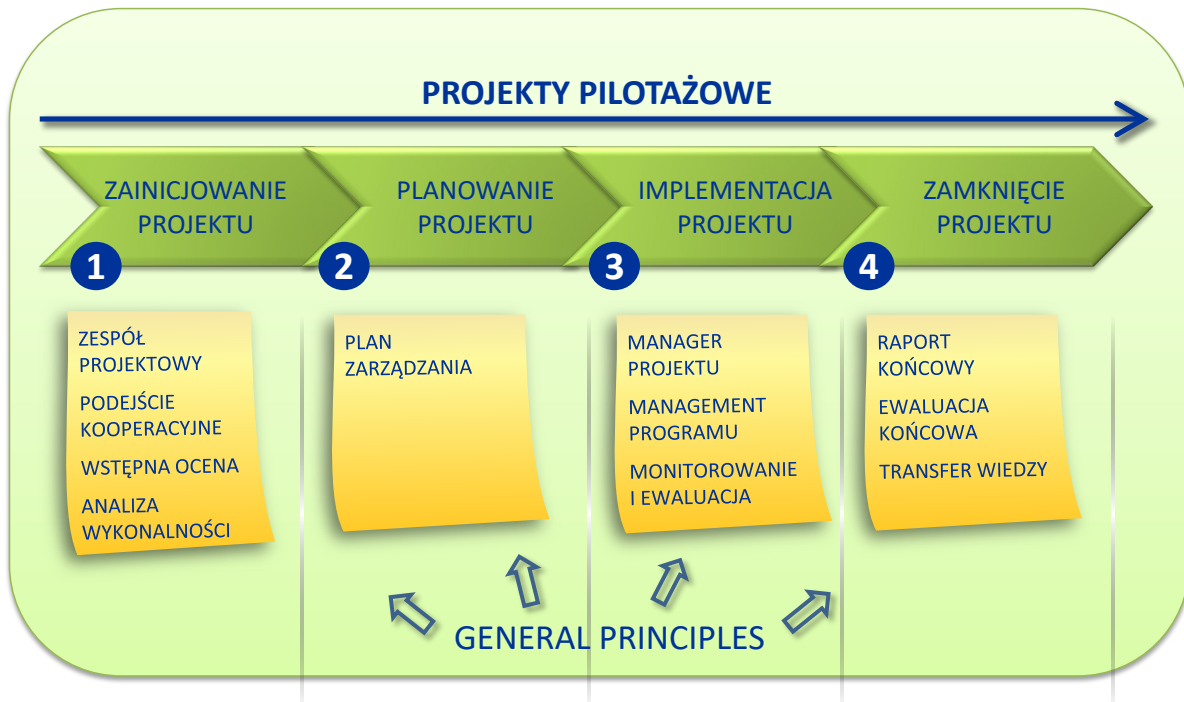 PROJEKTY PILOTAŻOWE
ZAINICJOWANIE
PROJEKTU
1
PLANOWANIE
PROJEKTU
2
IMPLEMENTACJA
PROJEKTU
3
ZAMKNIĘCIE
PROJEKTU
4
ZESPÓŁ
PROJEKTOWY
PODEJŚCIE
KOOPERACYJNE
WSTĘPNA OCENA
ANALIZA
WYKONALNOŚCI
PLAN
ZARZĄDZANIA
MANAGER
PROJEKTU
MANAGEMENT
PROGRAMU
MONITOROWANIE
I EWALUACJA
RAPORT
KOŃCOWY
EWALUACJA
KOŃCOWA
TRANSFER WIEDZY
GENERAL PRINCIPLES